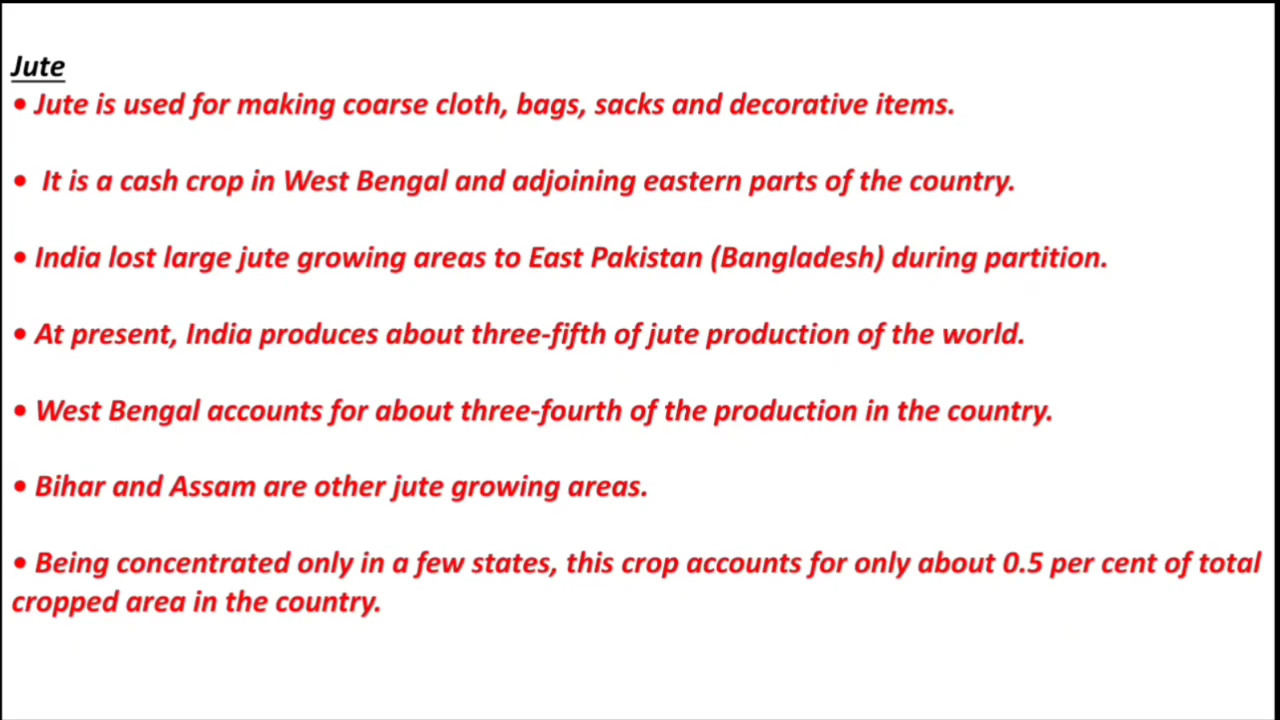 Jute
• Jute is used for making coarse cloth, bags, sacks and decorative items.
• It is a cash crop in West Bengal and adjoining eastern parts of the country.
• India lost large jute growing areas to East Pakistan (Bangladesh) during partition.
• At present, India produces about three-fifth of jute production of the world.
• West Bengal accounts for about three-fourth of the production in the country.
• Bihar and Assam are other jute growing areas.
• Being concentrated only in a few states, this crop accounts for only about 0.5 per cent of total
cropped area in the country.